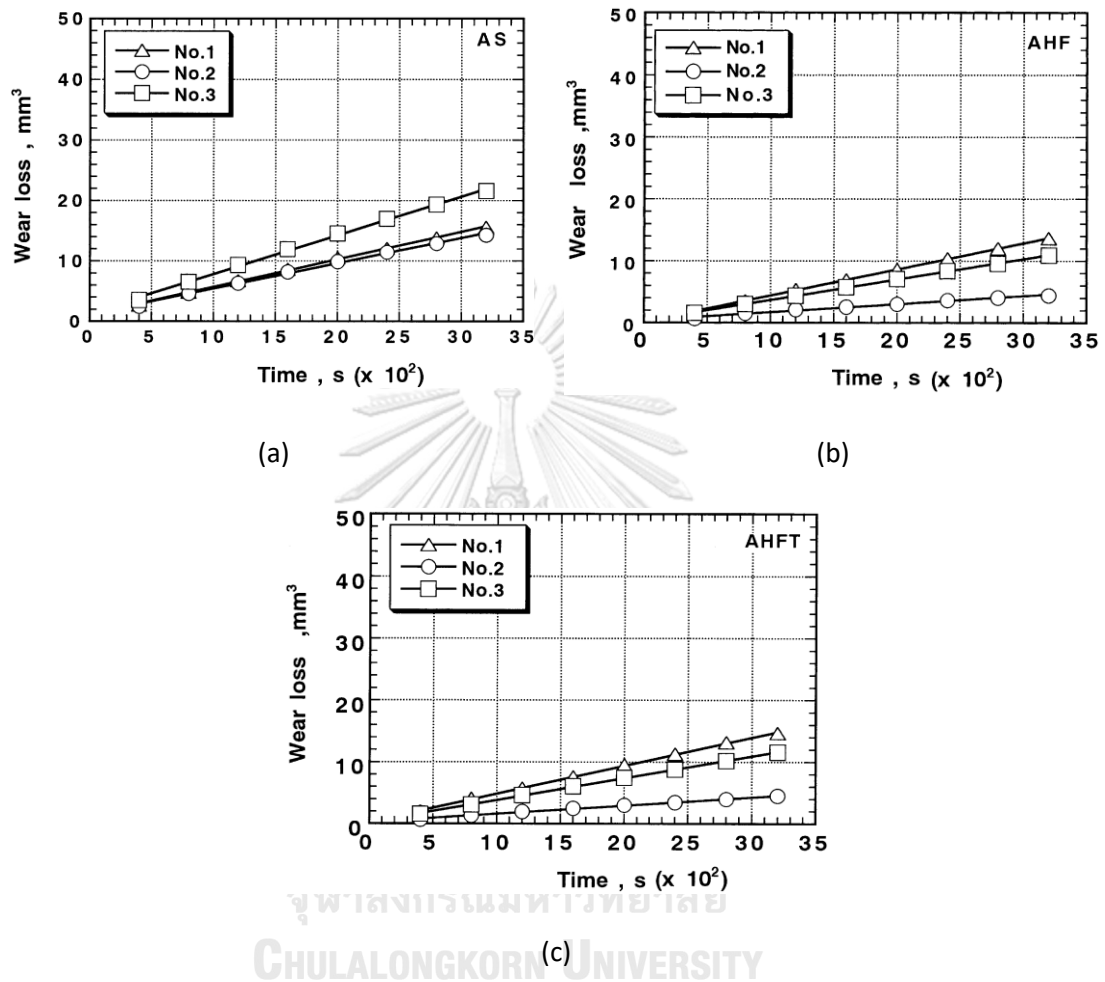 50
40
30
20
10
0
Wear loss , mm³
AS
No.1
No.2
No.3
0 5 10 15 20 25 30 35
Time , s (x 10²)
(a)
50
40
30
20
10
0
Wear loss ,mm³
AHF
No.1
No.2
No.3
0 5 10 15 20 25 30 35
Time , s (x 10²)
(b)
50
40
30
20
10
0
Wear loss ,mm³
AHFT
No.1
No.2
No.3
0 5 10 15 20 25 30 35
Time , s (x 10²)
จุฬาลงกรณ์มหาวิทยาลัย
(c)
CHULALONGKORN UNIVERSITY